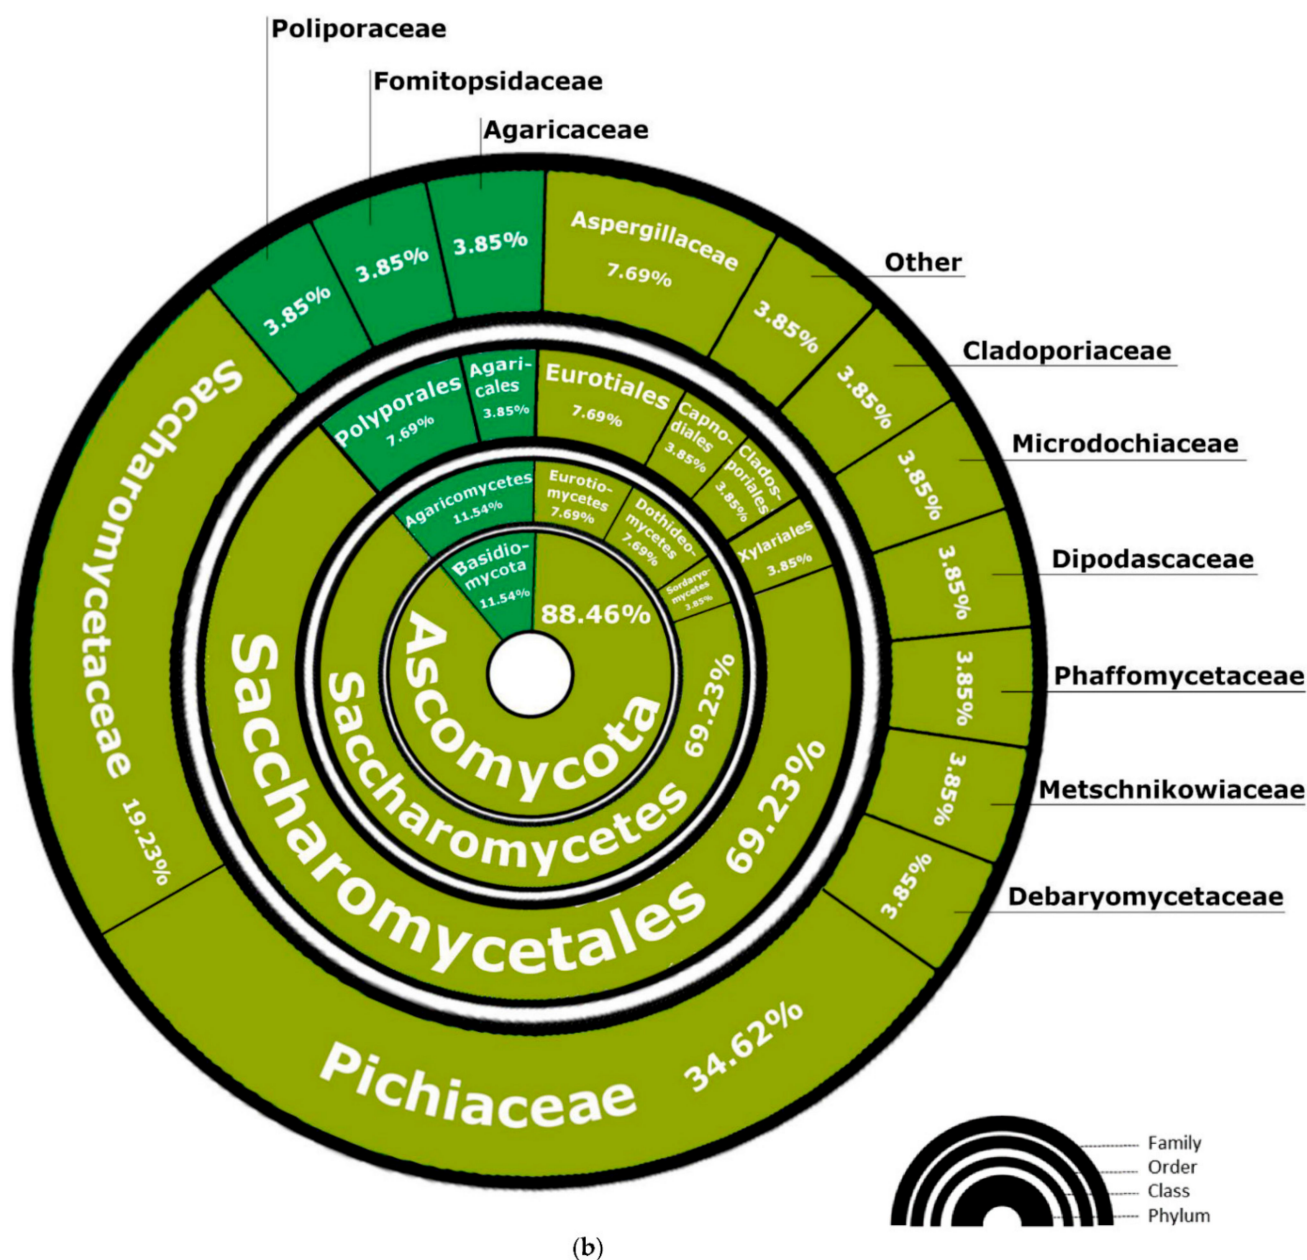 Poliporaceae
Fomitopsidaceae
Agaricaceae
3.85%
3.85%
3.85%
Aspergillaceae
7.69%
3.85%
Other
3.85%
Cladoporiaceae
3.85%
Microdochiaceae
3.85%
Dipodascaceae
3.85%
Phaffomycetaceae
3.85%
Metschnikowiaceae
3.85%
Debaryomycetaceae
Pichiaceae 34.62%
Saccharomycetaceae 19.23%
Polyporales
7.69%
Agari-
cales
3.85%
Eurotiales
7.69%
Capno-
diales
3.85%
Clados-
poriales
3.85%
Xylariales
3.85%
Saccharomycetales 69.23%
Agaricomycetes
11.54%
Eurotio-
mycetes
7.69%
Dothideo-
mycetes
7.69%
Sordaryo-
mycetes
3.85%
Saccharomycetes 69.23%
Basidio-
mycota
11.54%
88.46%
Ascomycota
Family
Order
Class
Phylum
(b)